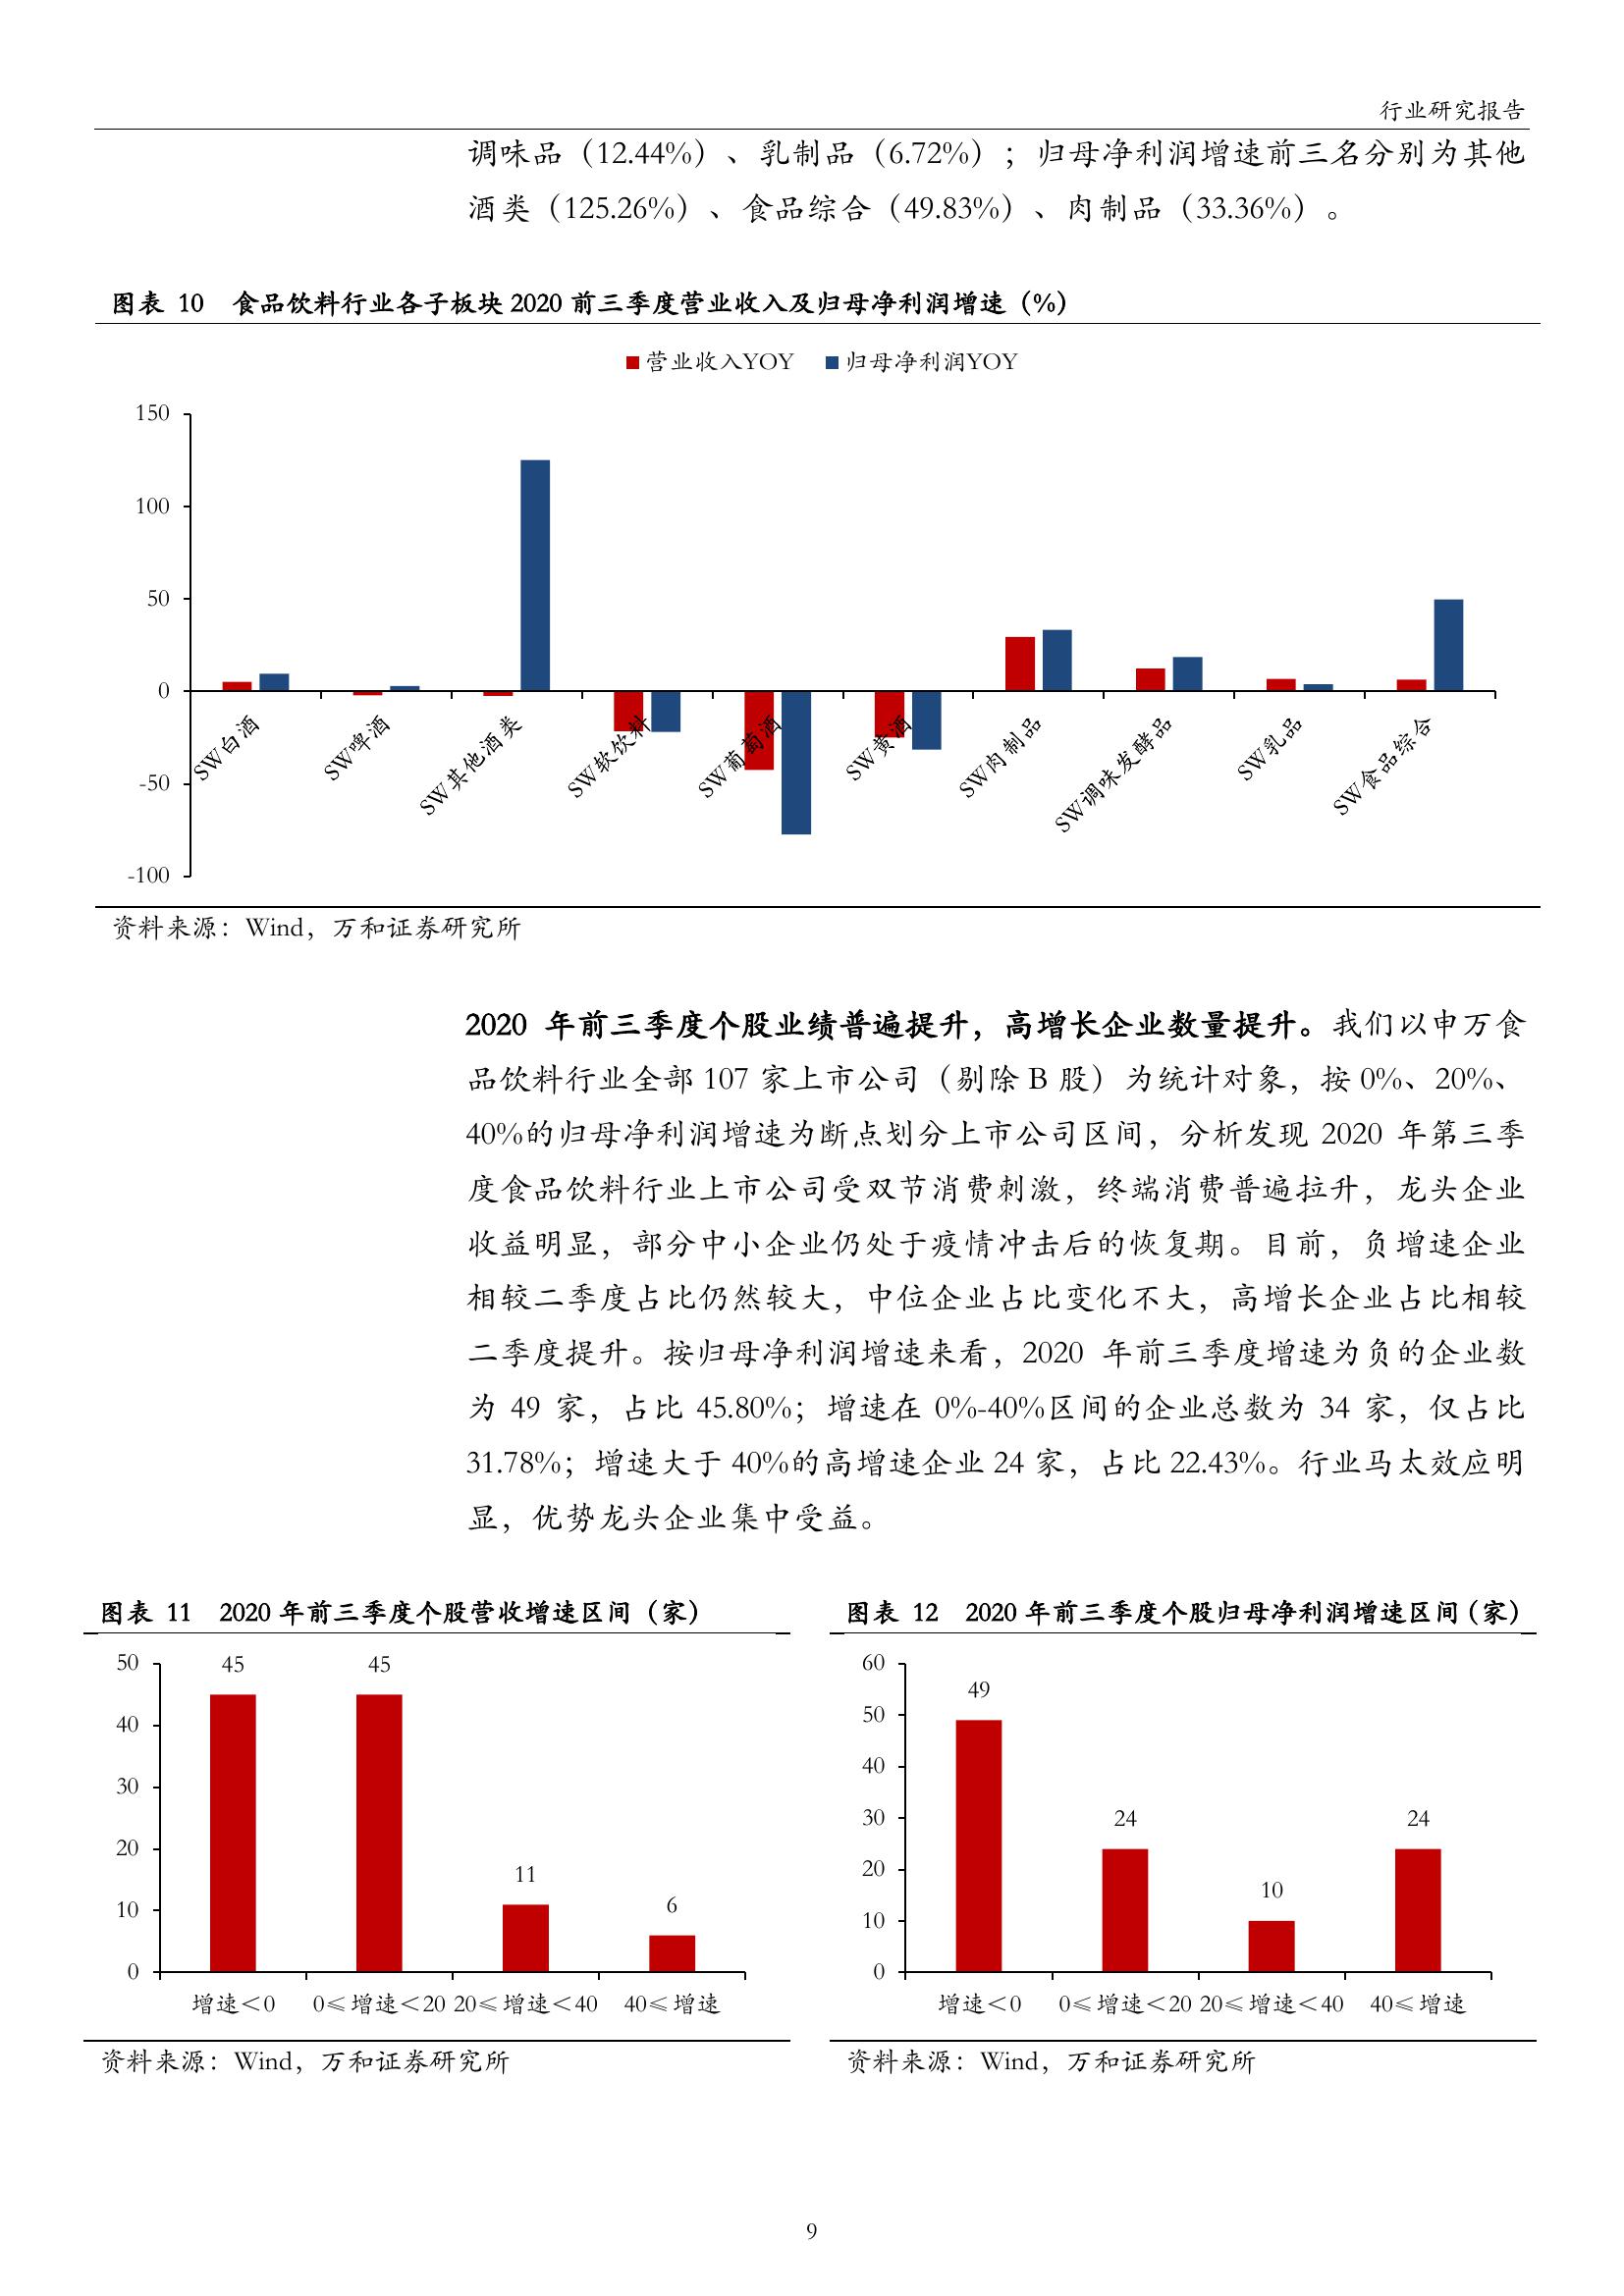 行业研究报告
调味品（12.44%）、乳制品（6.72%）；归母净利润增速前三名分别为其他
酒类（125.26%）、食品综合（49.83%）、肉制品（33.36%）。
图表 10 食品饮料行业各子板块 2020 前三季度营业收入及归母净利润增速（%）
营业收入YOY 归母净利润YOY
150
100
50
0
-50
-100
SW白酒 SW啤酒 SW其他酒类 SW软饮料 SW葡萄酒 SW黄酒 SW肉制品 SW调味发酵品 SW乳品 SW食品综合
资料来源：Wind，万和证券研究所
2020 年前三季度个股业绩普遍提升，高增长企业数量提升。我们以申万食
品饮料行业全部 107 家上市公司（剔除 B 股）为统计对象，按 0%、20%、
40%的归母净利润增速为断点划分上市公司区间，分析发现 2020 年第三季
度食品饮料行业上市公司受双节消费刺激，终端消费普遍拉升，龙头企业
收益明显，部分中小企业仍处于疫情冲击后的恢复期。目前，负增速企业
相较二季度占比仍然较大，中位企业占比变化不大，高增长企业占比相较
二季度提升。按归母净利润增速来看，2020 年前三季度增速为负的企业数
为 49 家，占比 45.80%；增速在 0%-40%区间的企业总数为 34 家，仅占比
31.78%；增速大于 40%的高增速企业 24 家，占比 22.43%。行业马太效应明
显，优势龙头企业集中受益。
图表 11 2020 年前三季度个股营收增速区间（家）
50
40
30
20
10
0
45 45 11 6
增速＜0 0≤增速＜20 20≤增速＜40 40≤增速
资料来源：Wind，万和证券研究所
图表 12 2020 年前三季度个股归母净利润增速区间（家）
60
50
40
30
20
10
0
49 24 10 24
增速＜0 0≤增速＜20 20≤增速＜40 40≤增速
资料来源：Wind，万和证券研究所
9